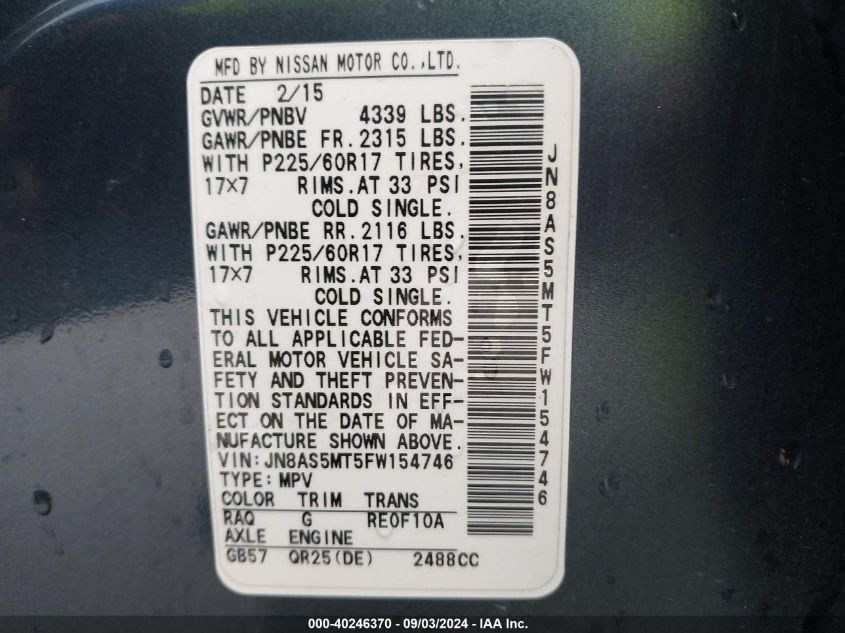 MFD BY NISSAN MOTOR CO.,LTD.
DATE 2/15
GVWR/PNBV 4339 LBS.
GAWR/PNBE FR.2315 LBS.
WITH P225/60R17 TIRES,
17X7 RIMS.AT 33 PSI
COLD SINGLE.
GAWR/PNBE RR.2116 LBS.
WITH P225/60R17 TIRES,
17X7 RIMS.AT 33 PSI
COLD SINGLE.
THIS VEHICLE CONFORMS
TO ALL APPLICABLE FED-
ERAL MOTOR VEHICLE SA-
FETY AND THEFT PREVEN-
TION STANDARDS IN EFF-
ECT ON THE DATE OF MA-
NUFACTURE SHOWN ABOVE.
VIN:JN8AS5MT5FW154746
TYPE:MPV
COLOR TRIM TRANS
RAQ G RE0F10A
AXLE ENGINE
GB57 QR25(DE) 2488CC
JN8AS5MT5FW154746
000-40246370 - 09/03/2024 - IAA Inc.